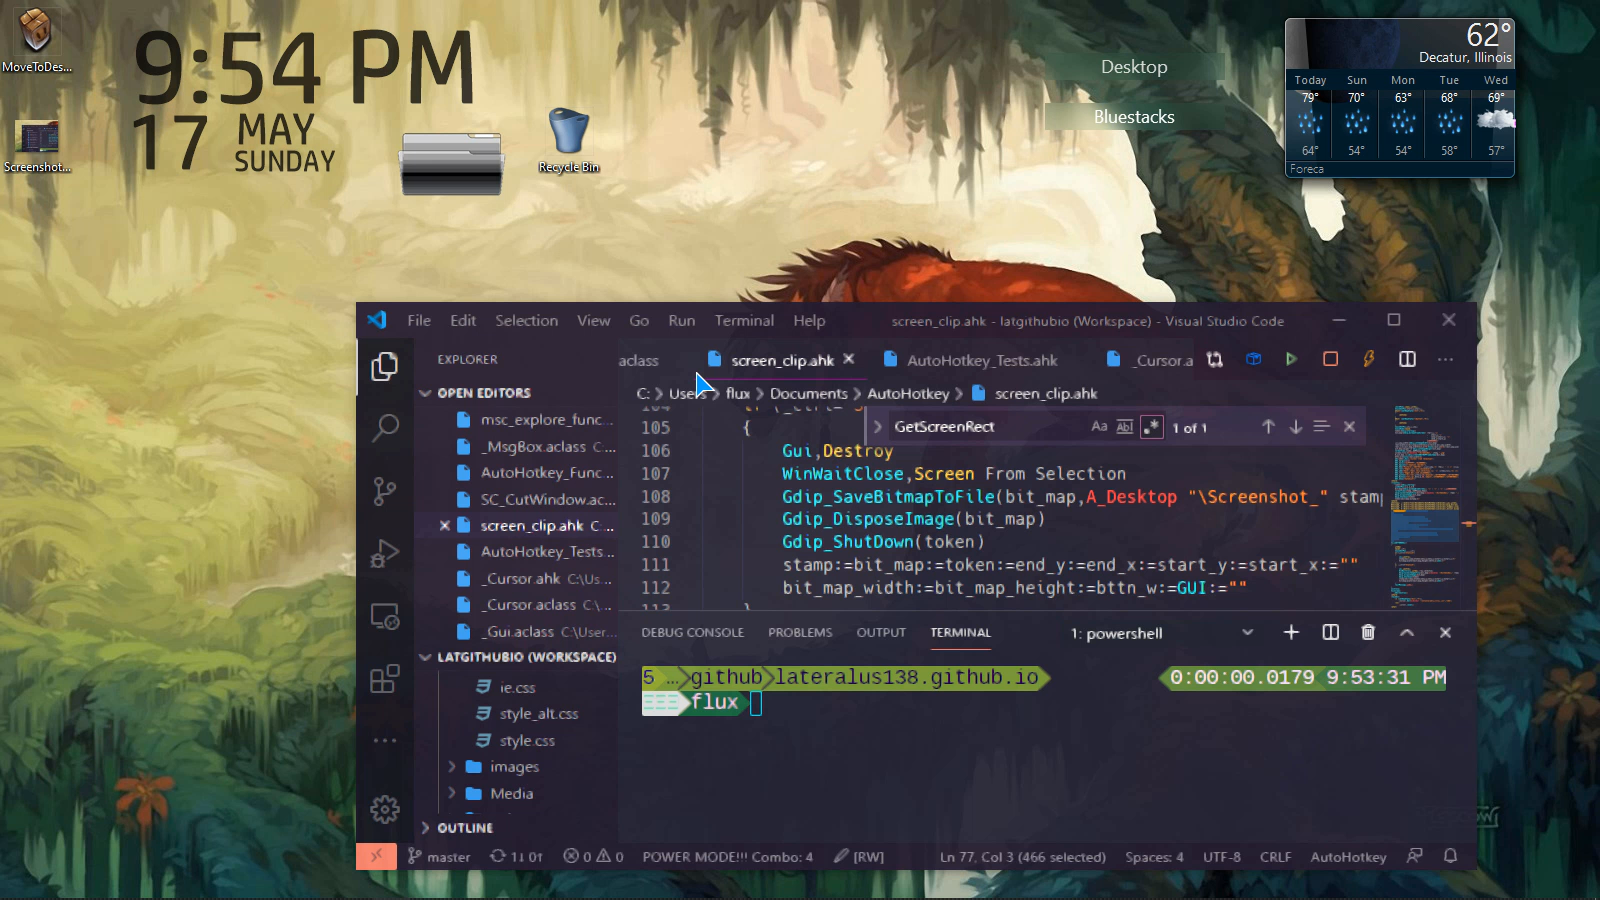 MoveToDes...
Screenshot...
9:54 PM
17 MAY
SUNDAY
Recycle Bin
Desktop
Bluestacks
62°
Decatur, Illinois
Today Sun Mon Tue Wed
79° 70° 63° 68° 69°
64° 54° 54° 58° 57°
Foreca
File Edit Selection View Go Run Terminal Help
screen_clip.ahk - latgithubio (Workspace) - Visual Studio Code
EXPLORER
OPEN EDITORS
msc_explore_func...
_MsgBox.aclass C:...
AutoHotkey_Func...
SC_CutWindow.ac...
screen_clip.ahk C ...
AutoHotkey_Tests...
_Cursor.ahk C:\Us...
_Cursor.aclass C:\...
_Gui.aclass C:\User...
LATGITHUBIO (WORKSPACE)
ie.css
style_alt.css
style.css
images
Media
OUTLINE
aclass screen_clip.ahk AutoHotkey_Tests.ahk _Cursor.a
C: > Users > flux > Documents > AutoHotkey > screen_clip.ahk
GetScreenRect Aa Abl .* 1 of 1
105 {
106 Gui,Destroy
107 WinWaitClose,Screen From Selection
108 Gdip_SaveBitmapToFile(bit_map,A_Desktop "\Screenshot_" stam
109 Gdip_DisposeImage(bit_map)
110 Gdip_ShutDown(token)
111 stamp:=bit_map:=token:=end_y:=end_x:=start_y:=start_x:=""
112 bit_map_width:=bit_map_height:=bttn_w:=GUI:=""
113 }
DEBUG CONSOLE PROBLEMS OUTPUT TERMINAL 1: powershell
5 ... github lateralus138.github.io 0:00:00.0179 9:53:31 PM
flux
master 1↓ 0↑ 0 0 POWER MODE!!! Combo: 4 [RW] Ln 77, Col 3 (466 selected) Spaces: 4 UTF-8 CRLF AutoHotkey